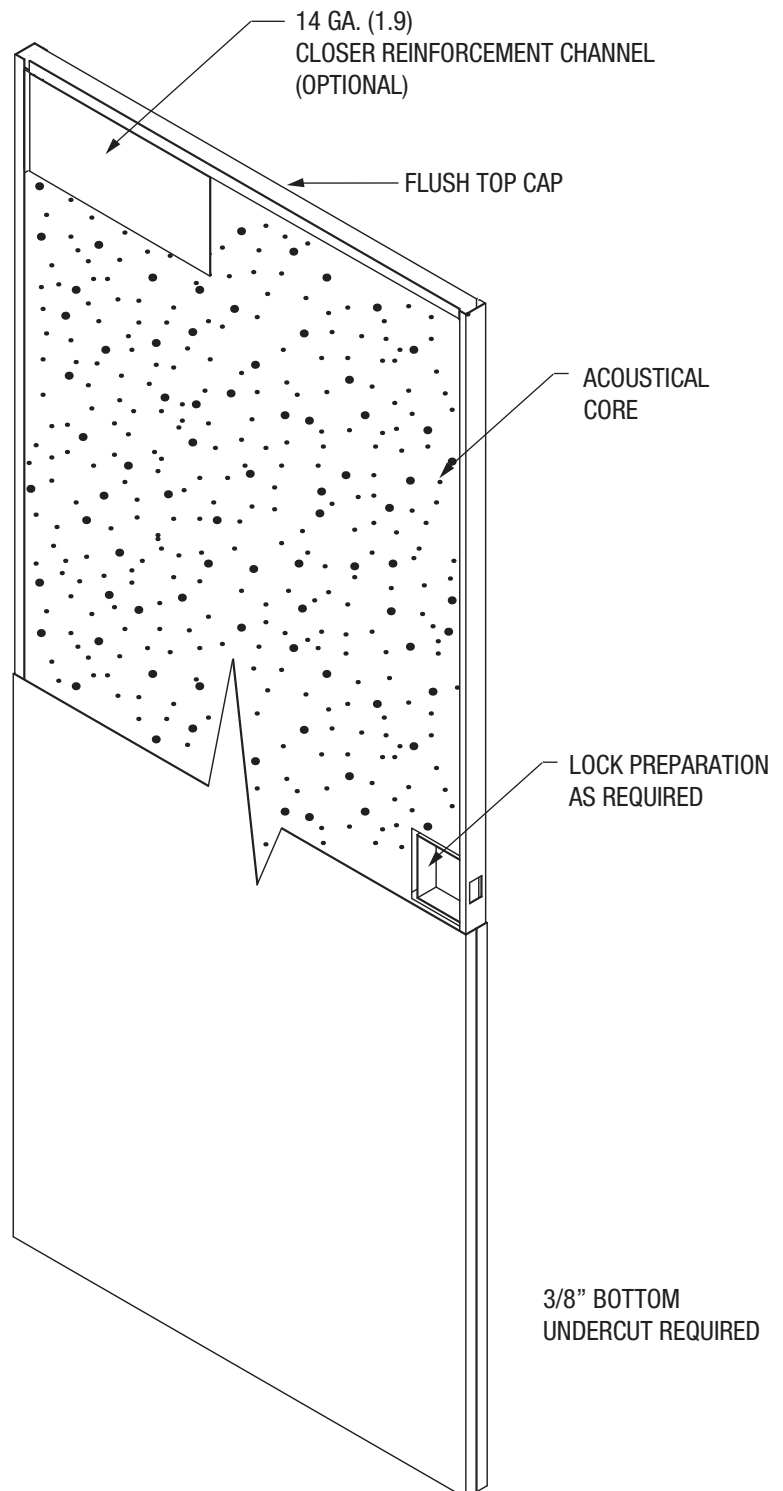 14 GA. (1.9)
CLOSER REINFORCEMENT CHANNEL
(OPTIONAL)
FLUSH TOP CAP
ACOUSTICAL
CORE
LOCK PREPARATION
AS REQUIRED
3/8” BOTTOM
UNDERCUT REQUIRED